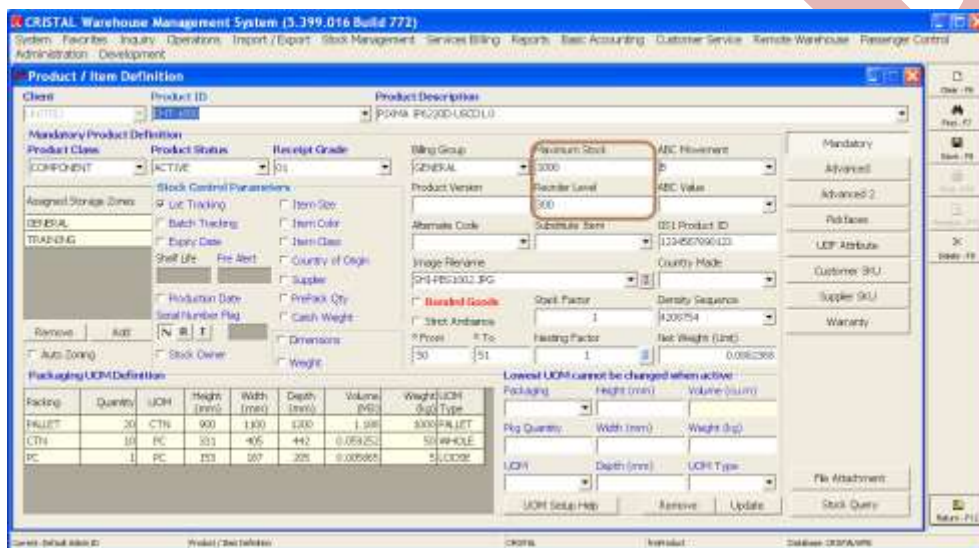 CRISTAL Warehouse Management System (5.399.016 Build 772)
System Favorites Inquiry Operations Import / Export Stock Management Services Billing Reports Basic Accounting Customer Service Remote Warehouse Passenger Control
Administration Development
Product / Item Definition
Client Product ID Product Description
PIXMA
Mandatory Product Definition
Product Class Product Status Receipt Grade Billing Group Maximum Stock ABC Movement Mandatory
COMPONENT ACTIVE 01 GENERAL 3000 B Advanced
Stock Control Parameters Product Version Reorder Level ABC Value Advanced 2
Assigned Storage Zones Lot Tracking Item Size 300
GENERAL Batch Tracking Item Color Alternate Code Substitute Item Product ID Pickfaces
TRAINING Expiry Date Item Class UDF Attribute
Shelf Life Country of Origin Image Filename Country Made Customer SKU
Supplier Supplier SKU
Production Date PrePack Qty Bonded Goods Stack Factor Density Sequence
Serial Number Flag Catch Weight Strict Ambiance 1 4208754 Warranty
Remove Add N R I Dimensions From To Nesting Factor Net Weight (Unit)
Auto Zoning Stock Owner Weight 50 51 1
Packaging UOM Definition Lowest UOM cannot be changed when active
Packing Quantity UOM Height (mm) Width (mm) Depth (mm) Volume (M3) Weight (kg) UOM Type
PALLET 20 CTN 900 1100 1200 1.188 1000 PALLET
CTN 10 PC 331 405 442 0.059252 50 WHOLE
PC 1 PC 153 187 205 0.005865 5 LOOSE
Packaging Height (mm) Volume (cu.m)
Pkg Quantity Width (mm) Weight (kg)
UOM Depth (mm) UOM Type
File Attachment
UOM Setup Help Remove Update Stock Query
Product / Item Definition CRISTAL